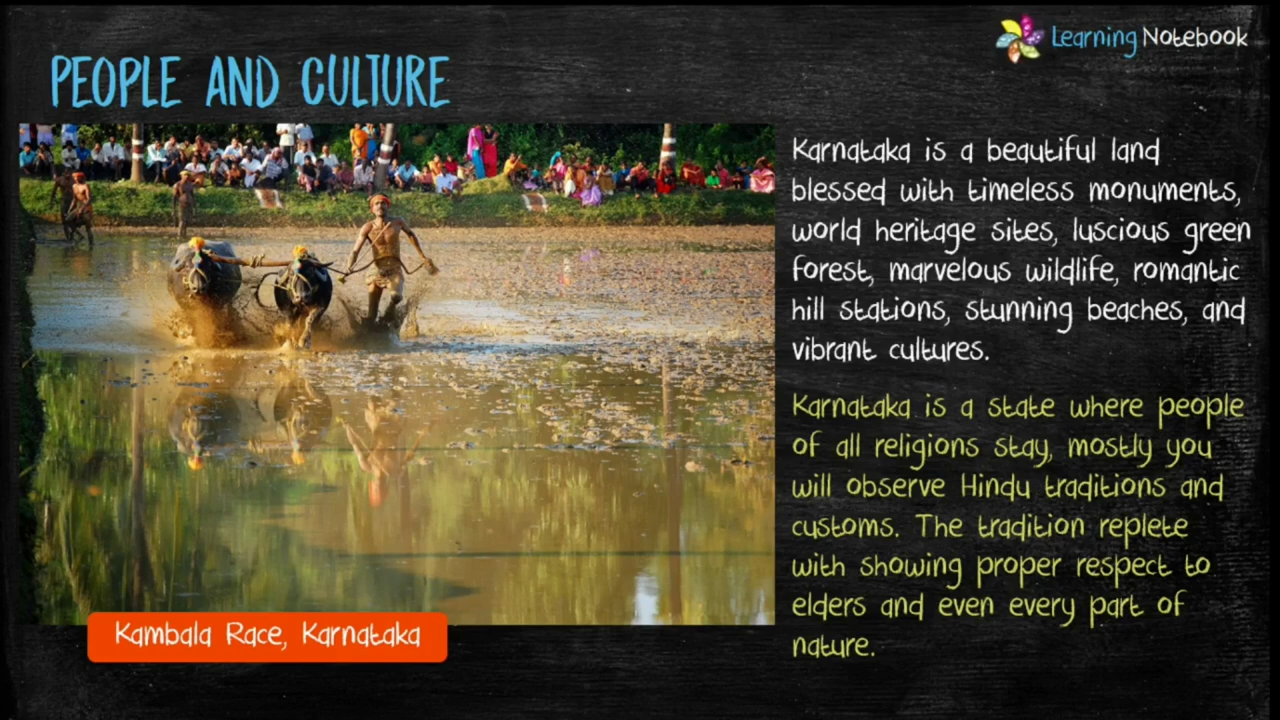 Learning Notebook
PEOPLE AND CULTURE
Karnataka is a beautiful land
blessed with timeless monuments,
world heritage sites, luscious green
forest, marvelous wildlife, romantic
hill stations, stunning beaches, and
vibrant cultures.
Karnataka is a state where people
of all religions stay, mostly you
will observe Hindu traditions and
customs. The tradition replete
with showing proper respect to
elders and even every part of
nature.
Kambala Race, Karnataka